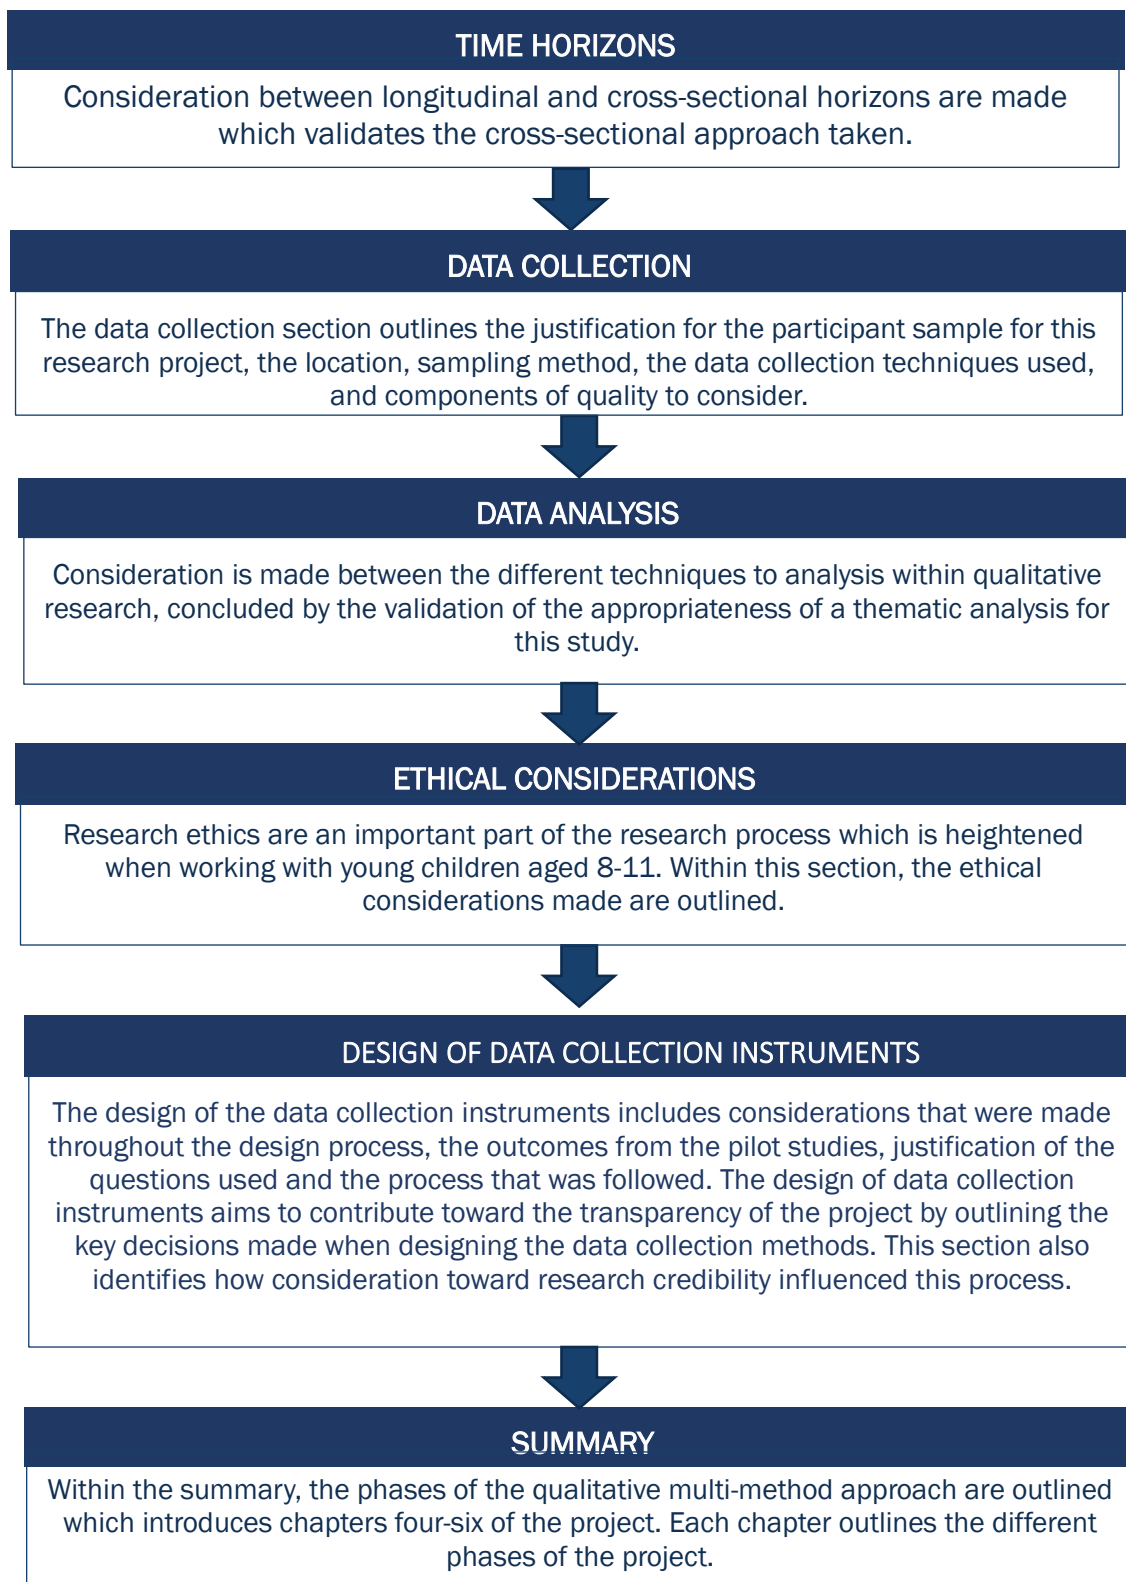 TIME HORIZONS
Consideration between longitudinal and cross-sectional horizons are made
which validates the cross-sectional approach taken.
DATA COLLECTION
The data collection section outlines the justification for the participant sample for this
research project, the location, sampling method, the data collection techniques used,
and components of quality to consider.
DATA ANALYSIS
Consideration is made between the different techniques to analysis within qualitative
research, concluded by the validation of the appropriateness of a thematic analysis for
this study.
ETHICAL CONSIDERATIONS
Research ethics are an important part of the research process which is heightened
when working with young children aged 8-11. Within this section, the ethical
considerations made are outlined.
DESIGN OF DATA COLLECTION INSTRUMENTS
The design of the data collection instruments includes considerations that were made
throughout the design process, the outcomes from the pilot studies, justification of the
questions used and the process that was followed. The design of data collection
instruments aims to contribute toward the transparency of the project by outlining the
key decisions made when designing the data collection methods. This section also
identifies how consideration toward research credibility influenced this process.
SUMMARY
Within the summary, the phases of the qualitative multi-method approach are outlined
which introduces chapters four-six of the project. Each chapter outlines the different
phases of the project.